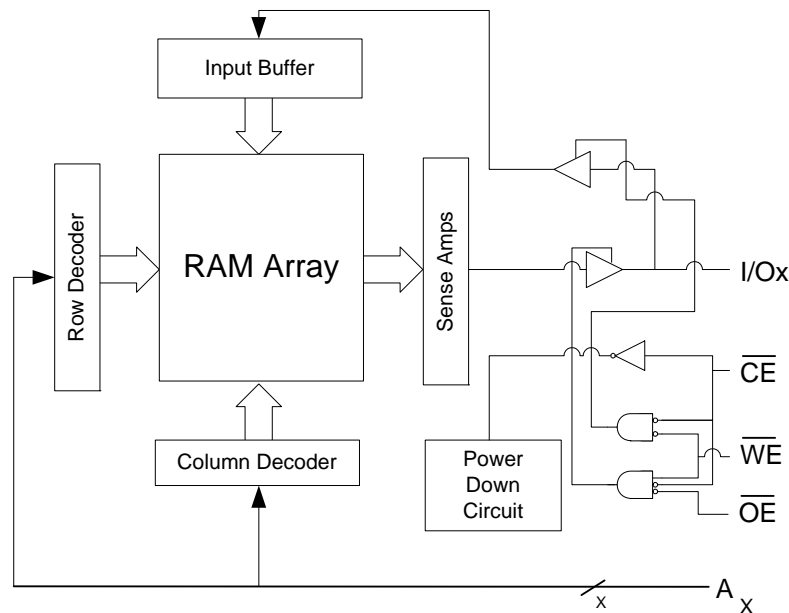 Input Buffer
Row Decoder
RAM Array
Sense Amps
I/Ox
CE
Column Decoder
Power
Down
Circuit
WE
OE
X
A X